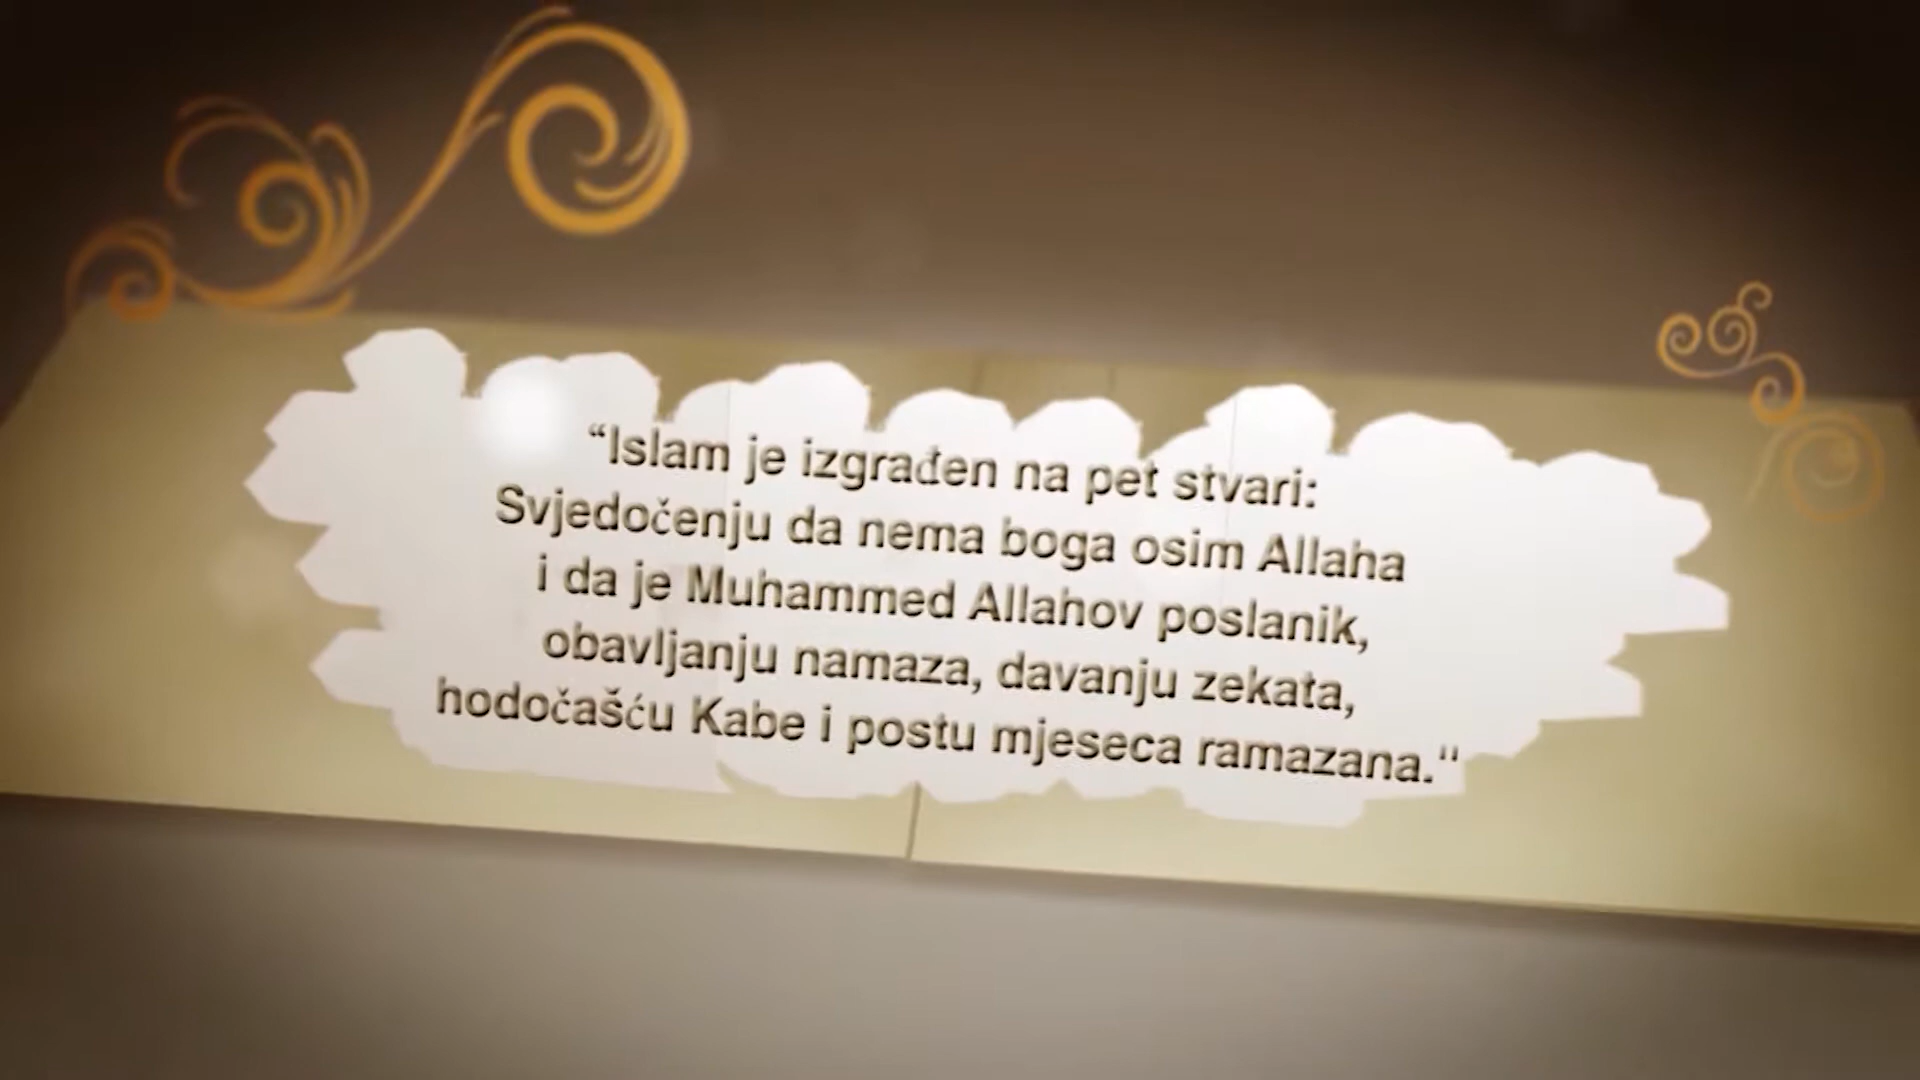 “Islam je izgrađen na pet stvari:
Svjedočenju da nema boga osim Allaha
i da je Muhammed Allahov poslanik,
obavljanju namaza, davanju zekata,
hodočašću Kabe i postu mjeseca ramazana."